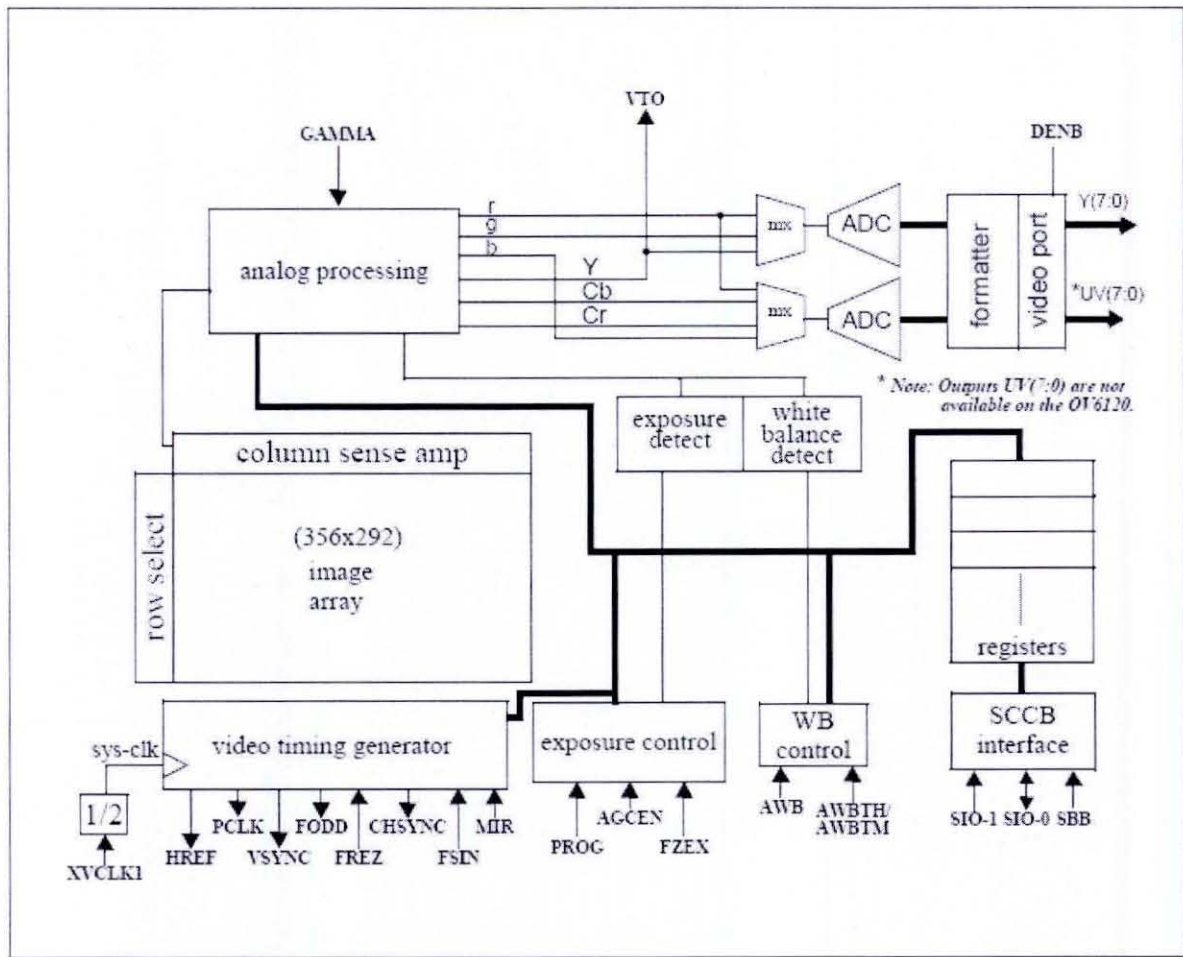 VTO
GAMMA
DENB
r
g
b
Y
Cb
Cr
analog processing
mx
ADC
mx
ADC
formatter
video port
Y(7:0)
*UV(7:0)
* Note: Outputs UV(7:0) are not
available on the OV6120.
exposure
detect
white
balance
detect
column sense amp
row select
(356x292)
image
array
registers
sys-clk
video timing generator
exposure control
WB
control
SCCB
interface
1/2
XVCLK1
HREF
PCLK
VSYNC
FODD
FREZ
CHSYNC
FSIN
MIR
PROG
AGCEN
FZEX
AWB
AWBTH/
AWBTM
SIO-1
SIO-0
SBB